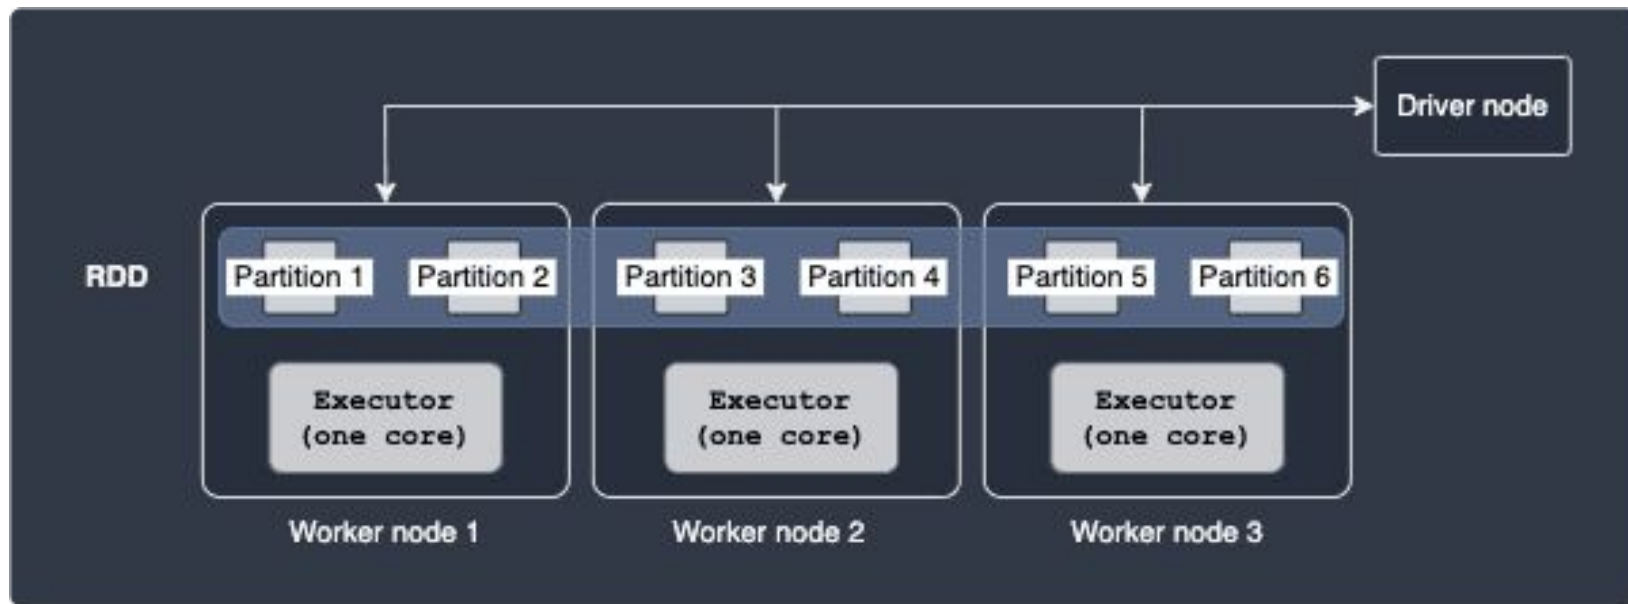 Driver node
RDD
Partition 1
Partition 2
Partition 3
Partition 4
Partition 5
Partition 6
Executor
(one core)
Executor
(one core)
Executor
(one core)
Worker node 1
Worker node 2
Worker node 3